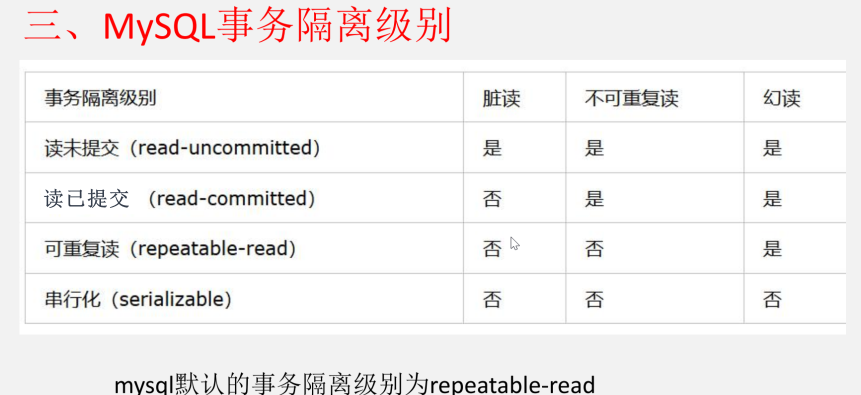 三、MySQL事务隔离级别
事务隔离级别 脏读 不可重复读 幻读
读未提交（read-uncommitted） 是 是 是
读已提交 （read-committed） 否 是 是
可重复读（repeatable-read） 否 否 是
串行化（serializable） 否 否 否
mysql默认的事务隔离级别为repeatable-read